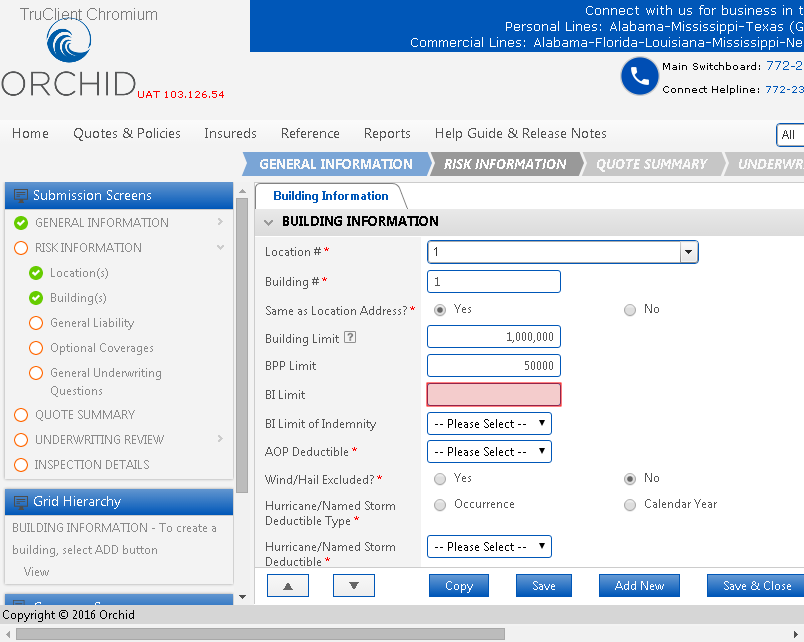 TruClient Chromium
ORCHID
UAT 103.126.54
Connect with us for business in t
Personal Lines: Alabama-Mississippi-Texas (G
Commercial Lines: Alabama-Florida-Louisiana-Mississippi-Ne
Main Switchboard: 772-2
Connect Helpline: 772-23
Home Quotes & Policies Insureds Reference Reports Help Guide & Release Notes
All
GENERAL INFORMATION RISK INFORMATION QUOTE SUMMARY UNDERWR
Submission Screens
GENERAL INFORMATION
RISK INFORMATION
Location(s)
Building(s)
General Liability
Optional Coverages
General Underwriting
Questions
QUOTE SUMMARY
UNDERWRITING REVIEW
INSPECTION DETAILS
Grid Hierarchy
BUILDING INFORMATION - To create a
building, select ADD button
View
Building Information
BUILDING INFORMATION
Location #* 1
Building #* 1
Same as Location Address?* Yes No
Building Limit ? 1,000,000
BPP Limit 50000
BI Limit
BI Limit of Indemnity -- Please Select --
AOP Deductible * -- Please Select --
Wind/Hail Excluded?* Yes No
Hurricane/Named Storm
Deductible Type * Occurrence Calendar Year
Hurricane/Named Storm
Deductible * -- Please Select --
Copy Save Add New Save & Close
Copyright © 2016 Orchid